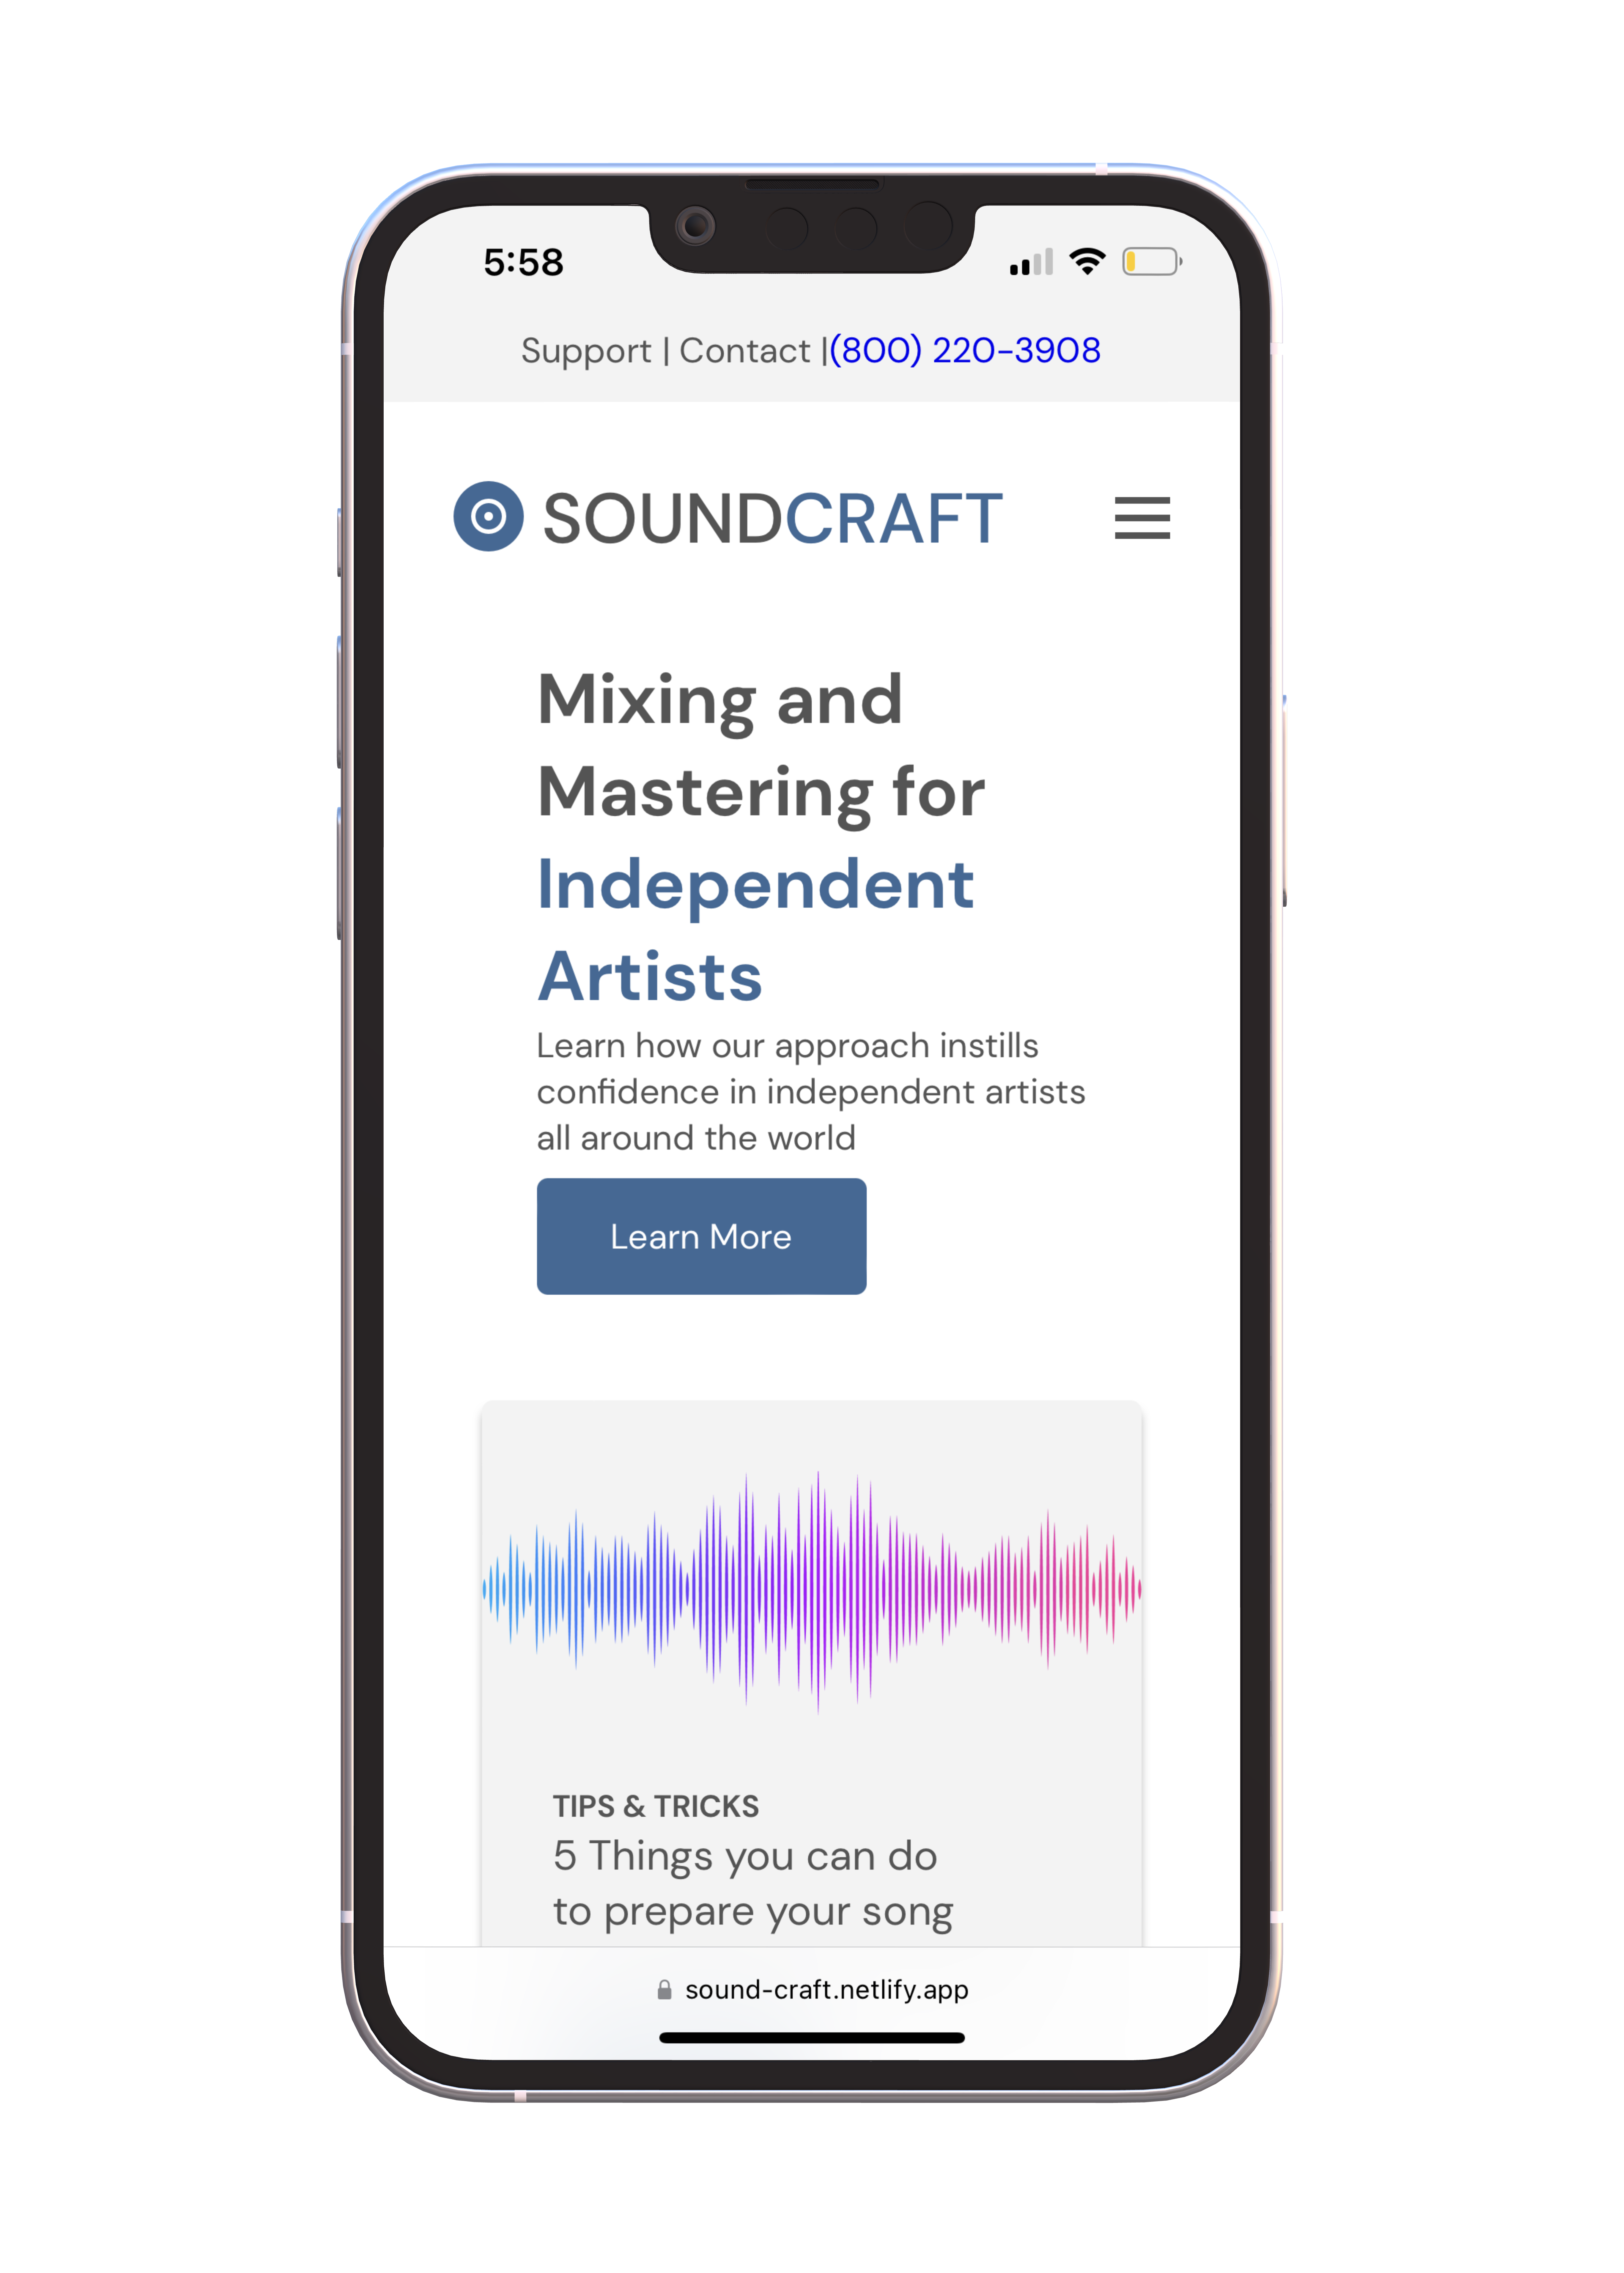 5:58
Support | Contact |(800) 220-3908
SOUNDCRAFT
Mixing and
Mastering for
Independent
Artists
Learn how our approach instills
confidence in independent artists
all around the world
Learn More
TIPS & TRICKS
5 Things you can do
to prepare your song
sound-craft.netlify.app